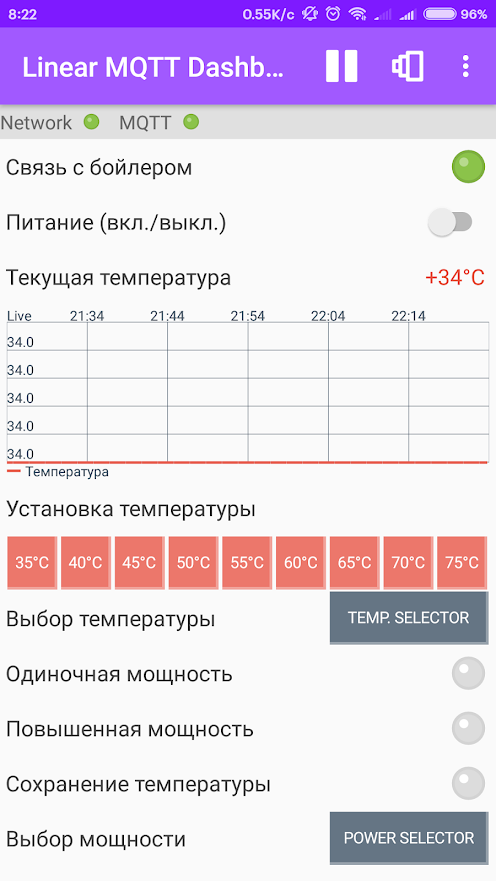 8:22 0.55K/c 96%
Linear MQTT Dashb...
Network MQTT
Связь с бойлером
Питание (вкл./выкл.)
Текущая температура +34°C
Live 21:34 21:44 21:54 22:04 22:14
34.0
34.0
34.0
34.0
34.0
Температура
Установка температуры
35°C 40°C 45°C 50°C 55°C 60°C 65°C 70°C 75°C
Выбор температуры TEMP. SELECTOR
Одиночная мощность
Повышенная мощность
Сохранение температуры
Выбор мощности POWER SELECTOR